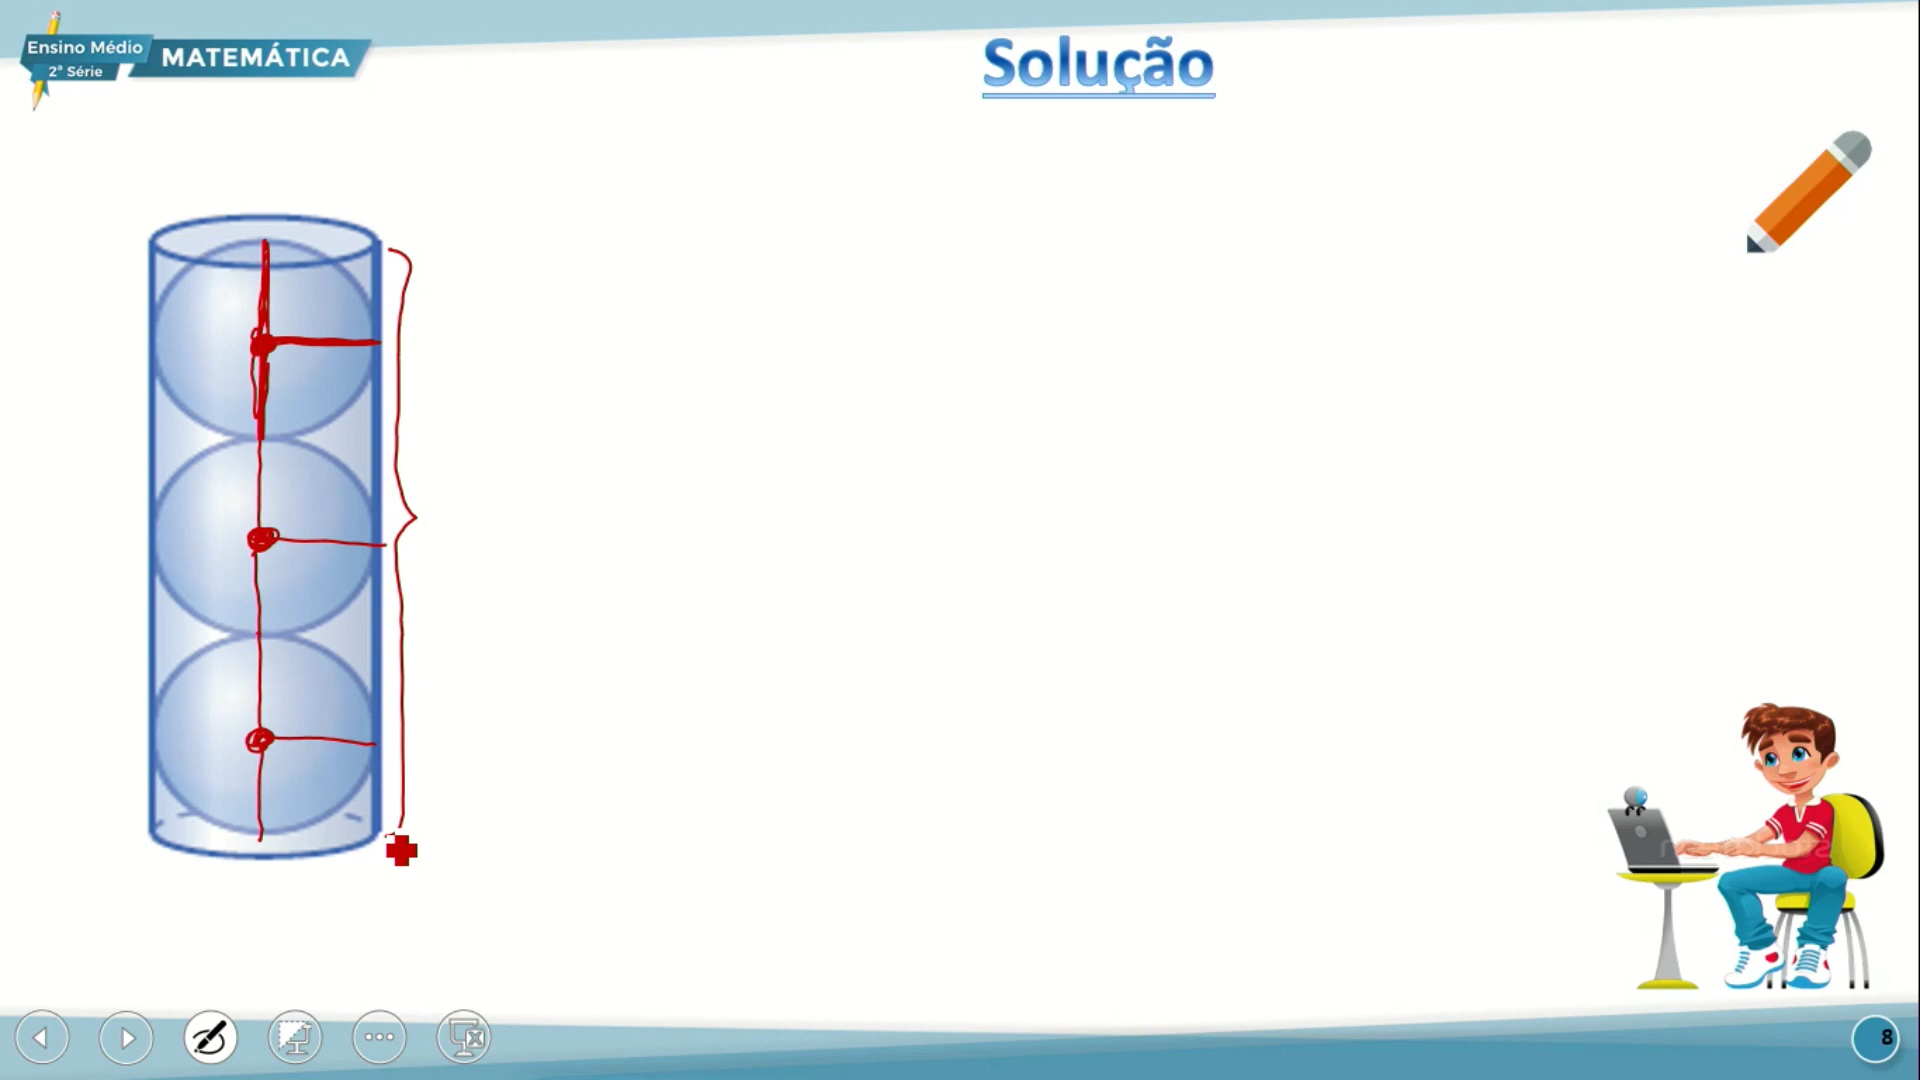 Ensino Médio
2ª Série
MATEMÁTICA
Solução
8